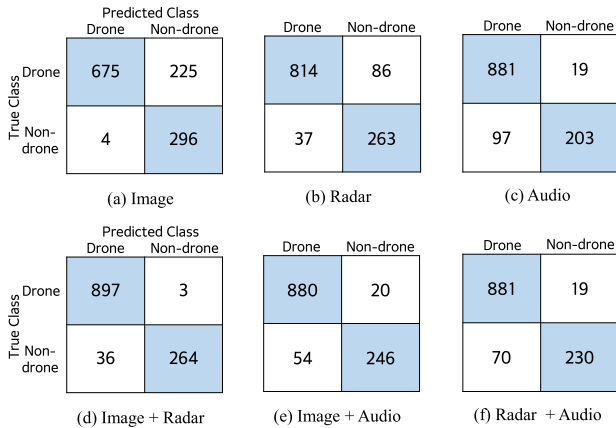 Predicted Class
Drone Non-drone
True Class
Drone 675 225
Non-
drone 4 296
(a) Image
Drone Non-drone
814 86
37 263
(b) Radar
Drone Non-drone
881 19
97 203
(c) Audio
Predicted Class
Drone Non-drone
True Class
Drone 897 3
Non-
drone 36 264
(d) Image + Radar
Drone Non-drone
880 20
54 246
(e) Image + Audio
Drone Non-drone
881 19
70 230
(f) Radar + Audio